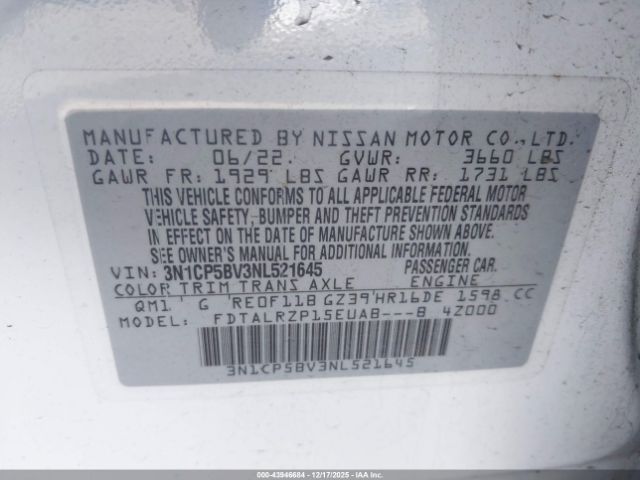 MANUFACTURED BY NISSAN MOTOR CO., LTD.
DATE: 06/22. GVWR: 3660 LBS
GAWR FR: 1929 LBS GAWR RR: 1731 LBS
THIS VEHICLE CONFORMS TO ALL APPLICABLE FEDERAL MOTOR
VEHICLE SAFETY, BUMPER AND THEFT PREVENTION STANDARDS
IN EFFECT ON THE DATE OF MANUFACTURE SHOWN ABOVE.
SEE OWNER'S MANUAL FOR ADDITIONAL INFORMATION.
VIN: 3N1CP5BV3NL521645 PASSENGER CAR.
COLOR TRIM TRANS AXLE ENGINE
QM1 G RE0F11B GZ39 HR16DE 1598 CC
MODEL: FDTALRZP15EUAB---B 4Z000
3N1CP5BV3NL521645
000-43946684 | 12/17/2025 - IAA Inc.